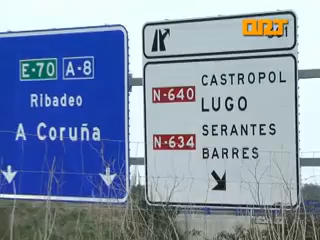 E-70 A-8
Ribadeo
A Coruña
N-640
N-634
CASTROPOL
LUGO
SERANTES
BARRES